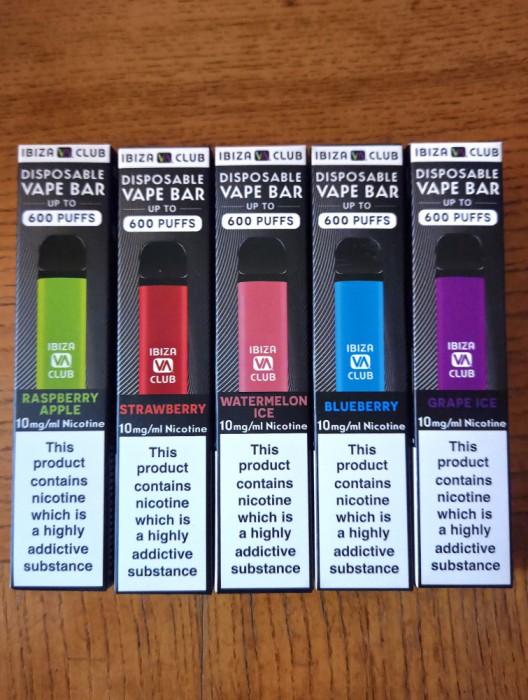 IBIZA VA CLUB
DISPOSABLE
VAPE BAR
UP TO
600 PUFFS
IBIZA
VA
CLUB
RASPBERRY
APPLE
10mg/ml Nicotine
This
product
contains
nicotine
which is
a highly
addictive
substance
IBIZA VA CLUB
DISPOSABLE
VAPE BAR
UP TO
600 PUFFS
IBIZA
VA
CLUB
STRAWBERRY
10mg/ml Nicotine
This
product
contains
nicotine
which is
a highly
addictive
substance
IBIZA VA CLUB
DISPOSABLE
VAPE BAR
UP TO
600 PUFFS
IBIZA
VA
CLUB
WATERMELON
ICE
10mg/ml Nicotine
This
product
contains
nicotine
which is
a highly
addictive
substance
IBIZA VA CLUB
DISPOSABLE
VAPE BAR
UP TO
600 PUFFS
IBIZA
VA
CLUB
BLUEBERRY
10mg/ml Nicotine
This
product
contains
nicotine
which is
a highly
addictive
substance
IBIZA VA CLUB
DISPOSABLE
VAPE BAR
UP TO
600 PUFFS
IBIZA
VA
CLUB
GRAPE ICE
10mg/ml Nicotine
This
product
contains
nicotine
which is
a highly
addictive
substance